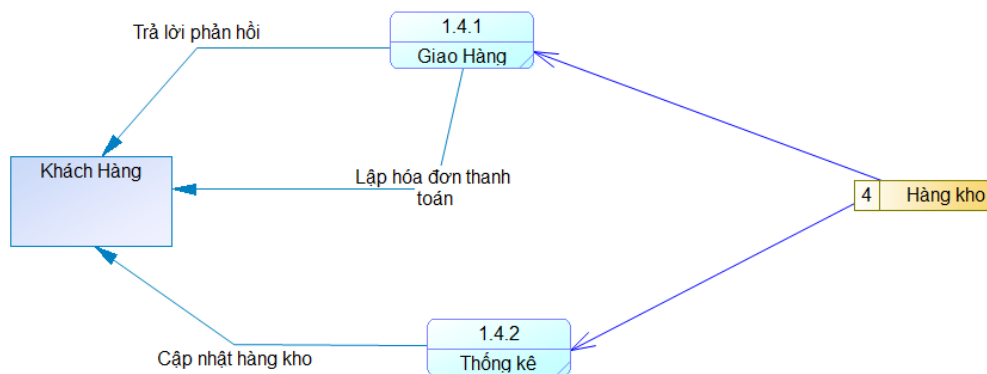 1.4.1
Trả lời phản hồi
Giao Hàng
Khách Hàng
Lập hóa đơn thanh
toán
4
Hàng kho
1.4.2
Cập nhật hàng kho
Thống kê